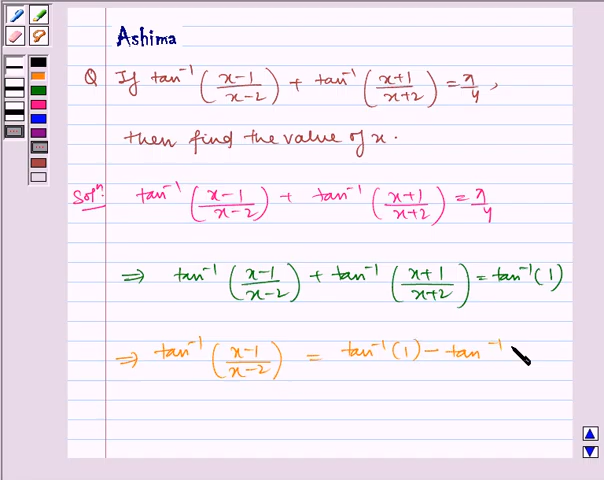 Ashima
Q If tan⁻¹ (x-1/x-2) + tan⁻¹ (x+1/x+2) = π/4,
then find the value of x.
Solⁿ. tan⁻¹ (x-1/x-2) + tan⁻¹ (x+1/x+2) = π/4
⇒ tan⁻¹ (x-1/x-2) + tan⁻¹ (x+1/x+2) = tan⁻¹ (1)
⇒ tan⁻¹ (x-1/x-2) = tan⁻¹ (1) - tan⁻¹